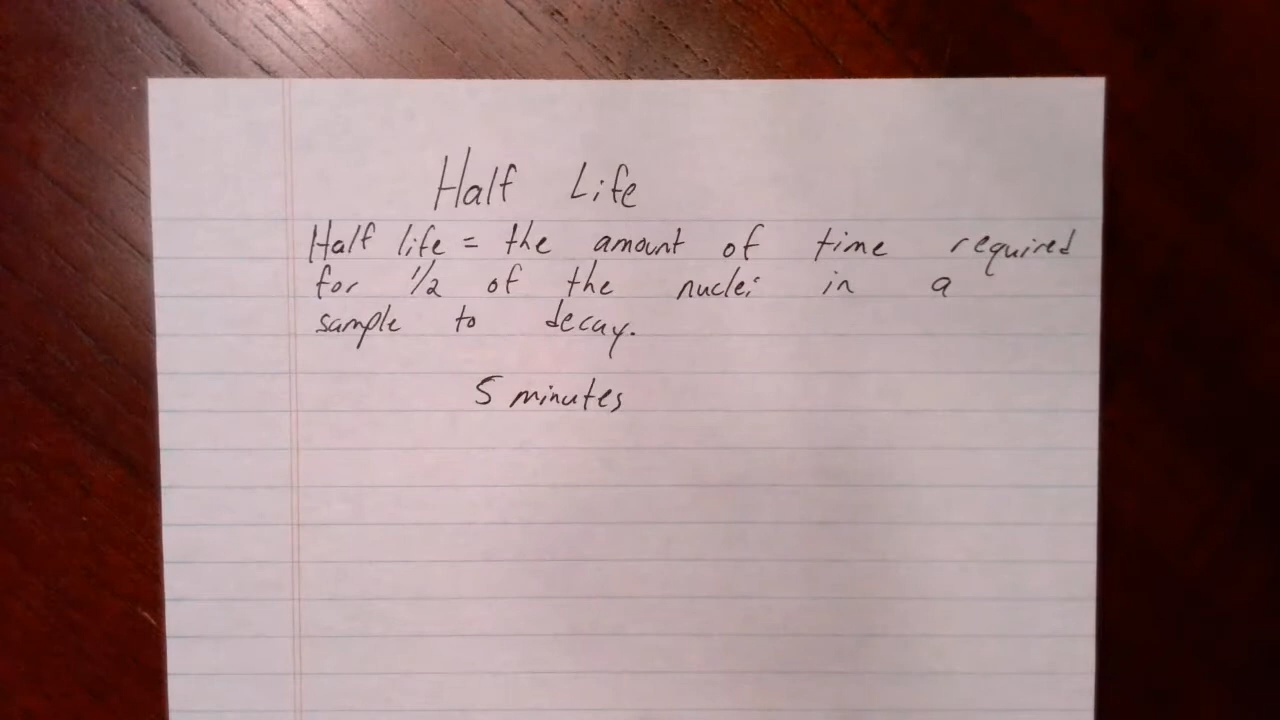 Half Life
Half life = the amount of time required
for 1/2 of the nuclei in a
sample to decay.
5 minutes